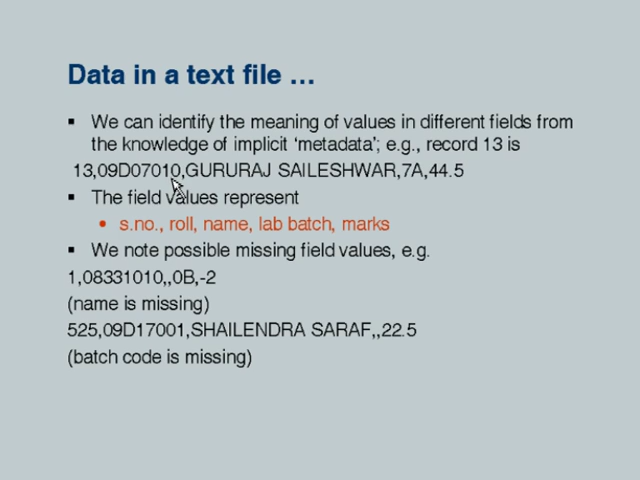 Data in a text file …
▪ We can identify the meaning of values in different fields from
the knowledge of implicit ‘metadata’; e.g., record 13 is
13,09D07010,GURURAJ SAILESHWAR,7A,44.5
▪ The field values represent
• s.no., roll, name, lab batch, marks
▪ We note possible missing field values, e.g.
1,08331010,,0B,-2
(name is missing)
525,09D17001,SHAILENDRA SARAF,,22.5
(batch code is missing)